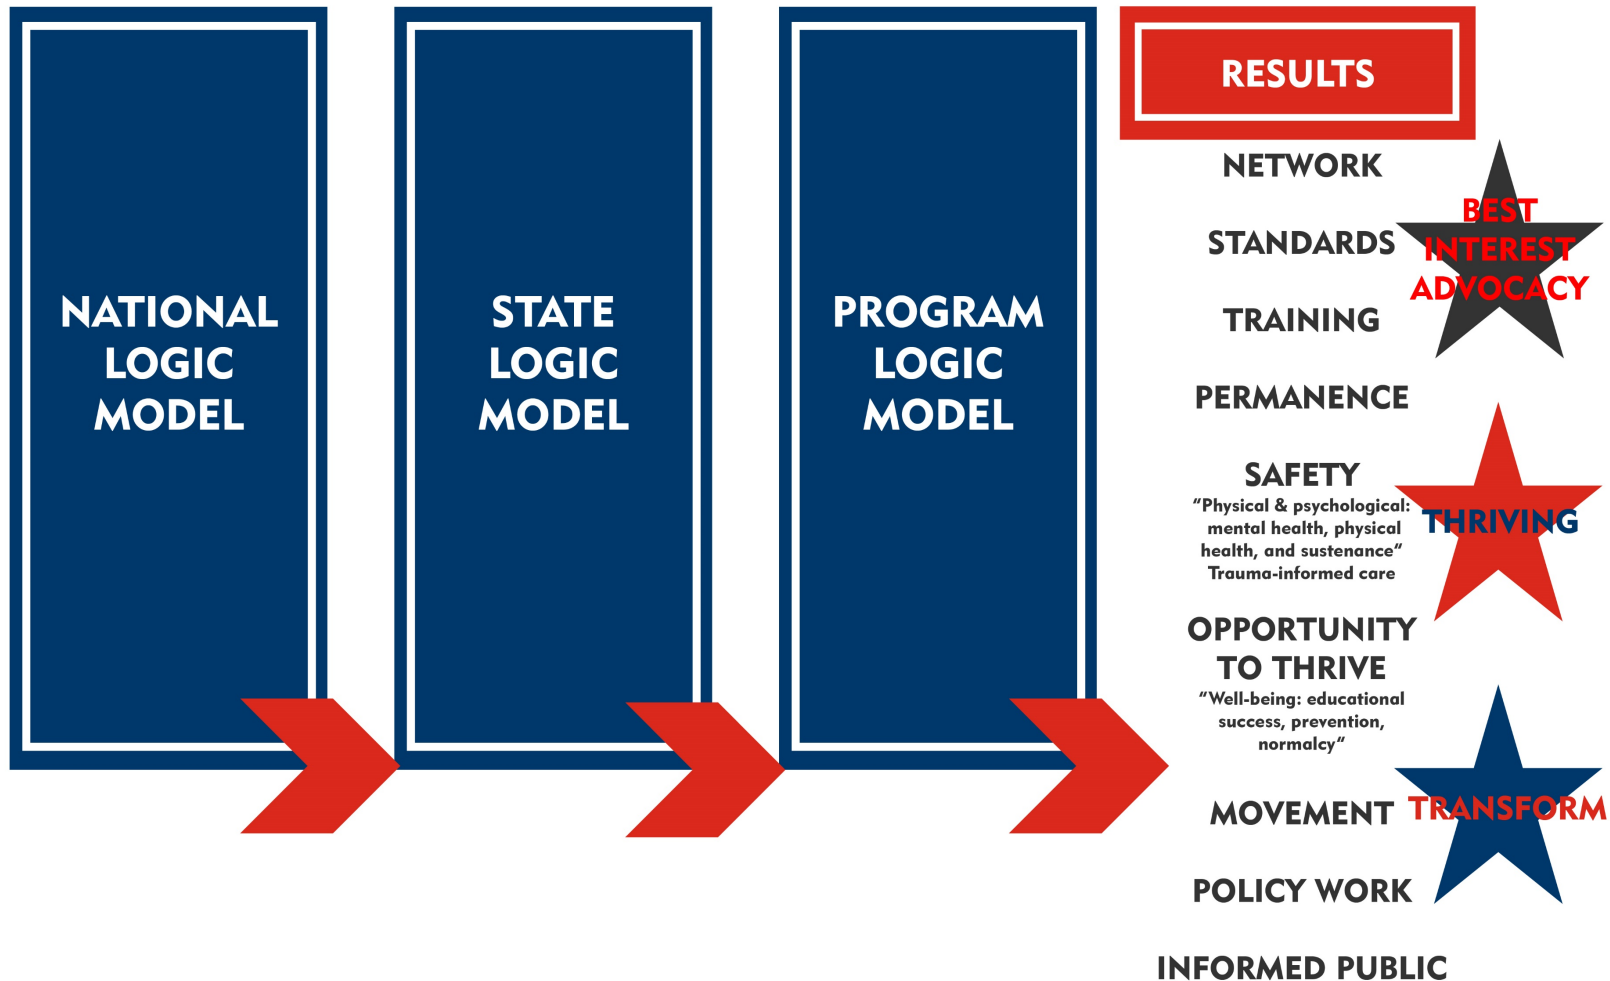 NATIONAL
LOGIC
MODEL
STATE
LOGIC
MODEL
PROGRAM
LOGIC
MODEL
RESULTS
NETWORK
STANDARDS
TRAINING
BEST
INTEREST
ADVOCACY
PERMANENCE
SAFETY
“Physical & psychological:
mental health, physical
health, and sustenance“
Trauma-informed care
OPPORTUNITY
TO THRIVE
“Well-being: educational
success, prevention,
normalcy“
THRIVING
MOVEMENT
POLICY WORK
INFORMED PUBLIC
TRANSFORM